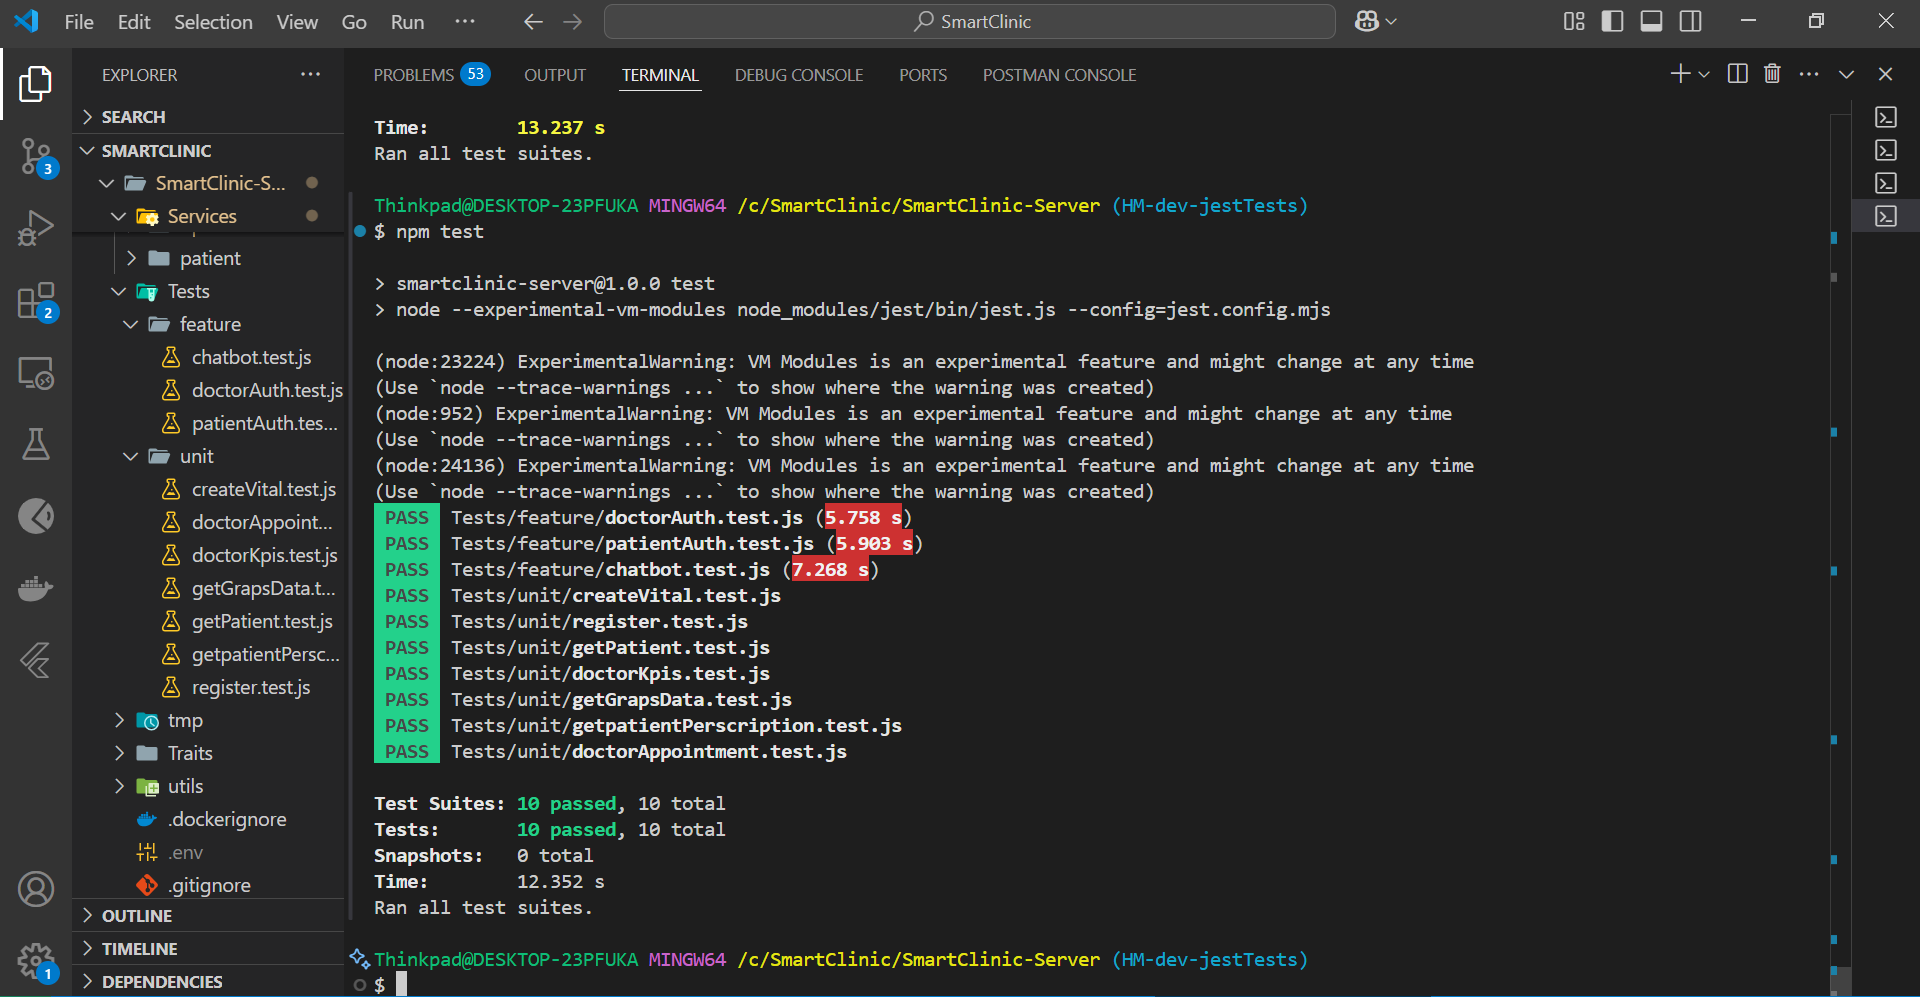 File Edit Selection View Go Run ··· SmartClinic
EXPLORER ···
SEARCH
SMARTCLINIC
SmartClinic-S...
Services
patient
Tests
feature
chatbot.test.js
doctorAuth.test.js
patientAuth.tes...
unit
createVital.test.js
doctorAppoint...
doctorKpis.test.js
getGrapsData.t...
getPatient.test.js
getpatientPersc...
register.test.js
tmp
Traits
utils
.dockerignore
.env
.gitignore
OUTLINE
TIMELINE
DEPENDENCIES
3
2
1
PROBLEMS 53 OUTPUT TERMINAL DEBUG CONSOLE PORTS POSTMAN CONSOLE
Time: 13.237 s
Ran all test suites.
Thinkpad@DESKTOP-23PFUKA MINGW64 /c/SmartClinic/SmartClinic-Server (HM-dev-jestTests)
$ npm test
> smartclinic-server@1.0.0 test
> node --experimental-vm-modules node_modules/jest/bin/jest.js --config=jest.config.mjs
(node:23224) ExperimentalWarning: VM Modules is an experimental feature and might change at any time
(Use `node --trace-warnings ...` to show where the warning was created)
(node:952) ExperimentalWarning: VM Modules is an experimental feature and might change at any time
(Use `node --trace-warnings ...` to show where the warning was created)
(node:24136) ExperimentalWarning: VM Modules is an experimental feature and might change at any time
(Use `node --trace-warnings ...` to show where the warning was created)
PASS Tests/feature/doctorAuth.test.js (5.758 s)
PASS Tests/feature/patientAuth.test.js (5.903 s)
PASS Tests/feature/chatbot.test.js (7.268 s)
PASS Tests/unit/createVital.test.js
PASS Tests/unit/register.test.js
PASS Tests/unit/getPatient.test.js
PASS Tests/unit/doctorKpis.test.js
PASS Tests/unit/getGrapsData.test.js
PASS Tests/unit/getpatientPerscription.test.js
PASS Tests/unit/doctorAppointment.test.js
Test Suites: 10 passed, 10 total
Tests: 10 passed, 10 total
Snapshots: 0 total
Time: 12.352 s
Ran all test suites.
Thinkpad@DESKTOP-23PFUKA MINGW64 /c/SmartClinic/SmartClinic-Server (HM-dev-jestTests)
$